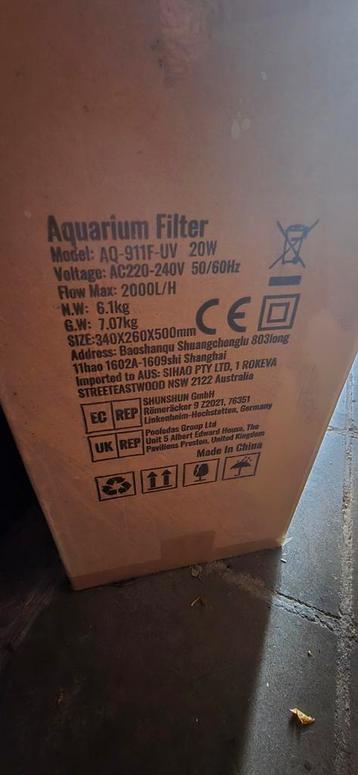 Aquarium Filter
Model: AQ-911F-UV 20W
Voltage: AC220-240V 50/60Hz
Flow Max: 2000L/H
N.W: 6.1kg
G.W: 7.07kg
SIZE:340X260X500mm
Address: Baoshanqu Shuangchenglu 803long
11hao 1602A-1609shi Shanghai
Imported to AUS: SIHAO PTY LTD, 1 ROKEVA
STREETEASTWOOD NSW 2122 Australia
EC REP
SHUNSHUN GmbH
Römeräcker 9 Z2021, 76351
Linkenheim-Hochstetten, Germany
UK REP
Pooledas Group Ltd
Unit 5 Albert Edward House, The
Pavilions Preston, United Kingdom
Made In China